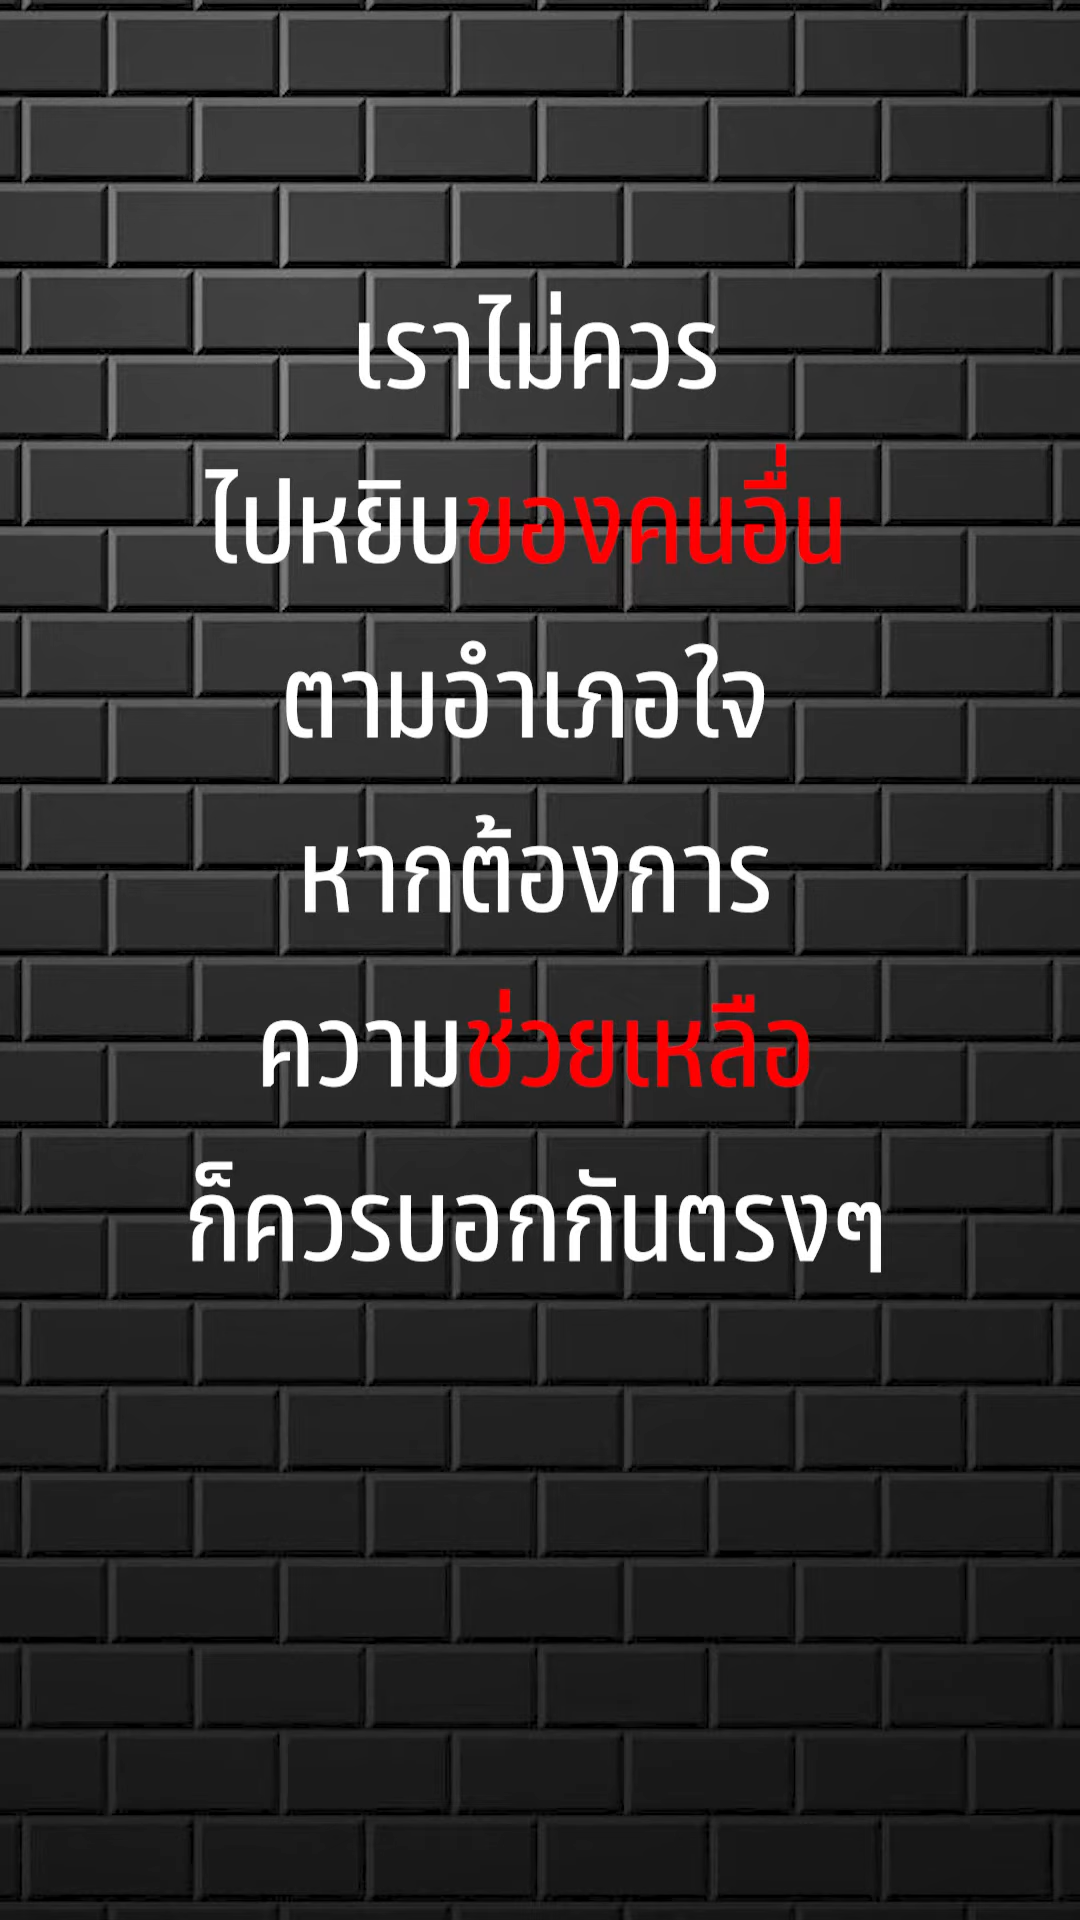 เราไม่ควร
ไปหยิบของคนอื่น
ตามอำเภอใจ
หากต้องการ
ความช่วยเหลือ
ก็ควรบอกกันตรงๆ